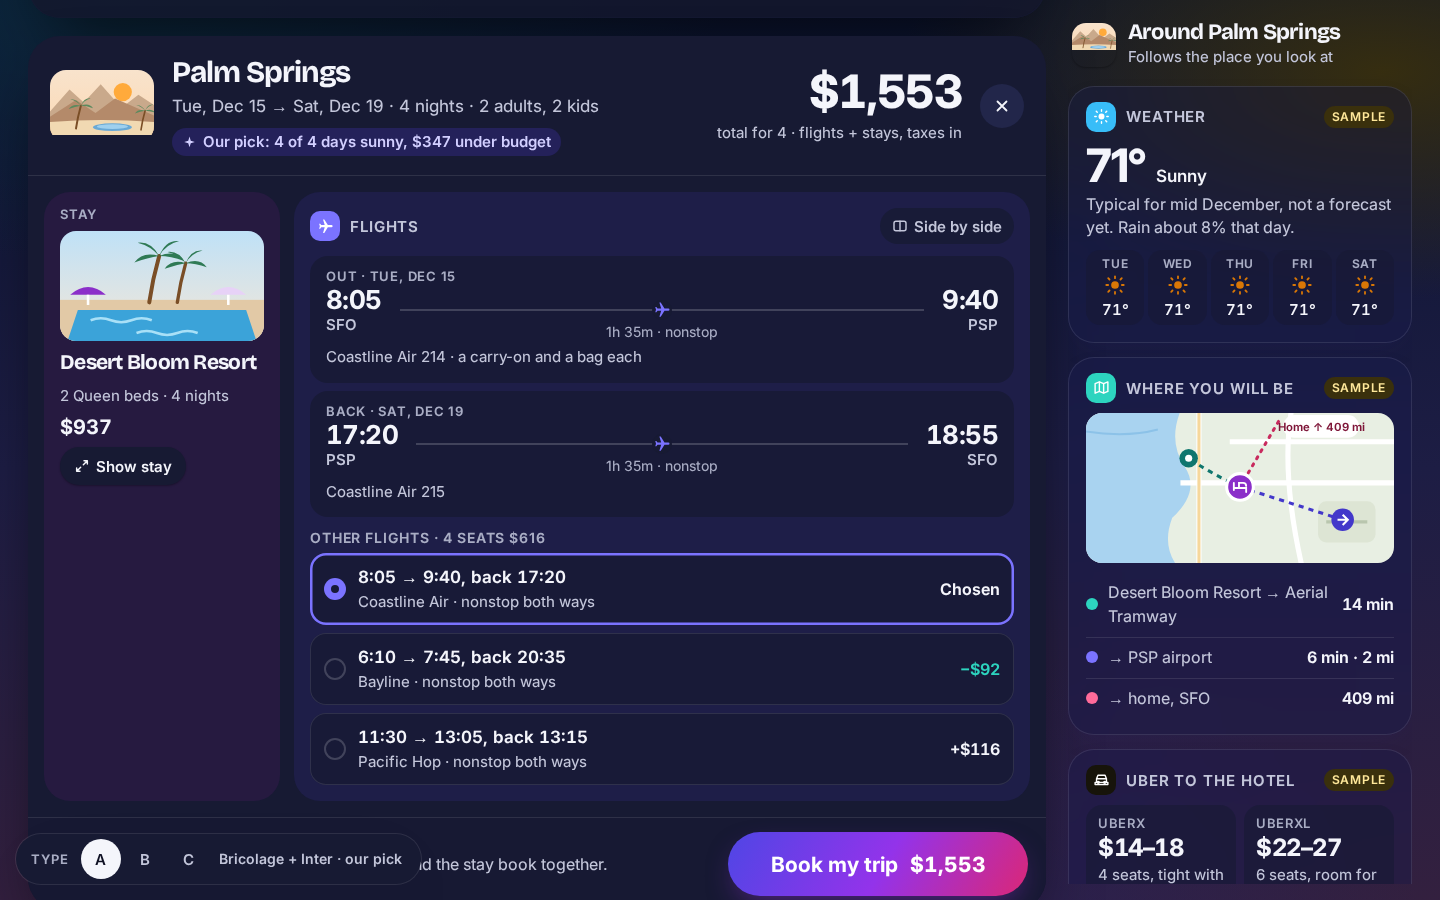 Palm Springs
Tue, Dec 15 → Sat, Dec 19 · 4 nights · 2 adults, 2 kids
Our pick: 4 of 4 days sunny, $347 under budget
$1,553
total for 4 · flights + stays, taxes in
STAY
Desert Bloom Resort
2 Queen beds · 4 nights
$937
Show stay
FLIGHTS
Side by side
OUT · TUE, DEC 15
8:05
9:40
SFO
1h 35m · nonstop
PSP
Coastline Air 214 · a carry-on and a bag each
BACK · SAT, DEC 19
17:20
18:55
PSP
1h 35m · nonstop
SFO
Coastline Air 215
OTHER FLIGHTS · 4 SEATS $616
8:05 → 9:40, back 17:20
Coastline Air · nonstop both ways
Chosen
6:10 → 7:45, back 20:35
Bayline · nonstop both ways
−$92
11:30 → 13:05, back 13:15
Pacific Hop · nonstop both ways
+$116
TYPE A B C Bricolage + Inter · our pick
the stay book together.
Book my trip $1,553
Around Palm Springs
Follows the place you look at
WEATHER
SAMPLE
71° Sunny
Typical for mid December, not a forecast
yet. Rain about 8% that day.
TUE WED THU FRI SAT
71° 71° 71° 71° 71°
WHERE YOU WILL BE
SAMPLE
Home ↑ 409 mi
Desert Bloom Resort → Aerial
Tramway
14 min
→ PSP airport
6 min · 2 mi
→ home, SFO
409 mi
UBER TO THE HOTEL
SAMPLE
UBERX
$14–18
4 seats, tight with
UBERXL
$22–27
6 seats, room for